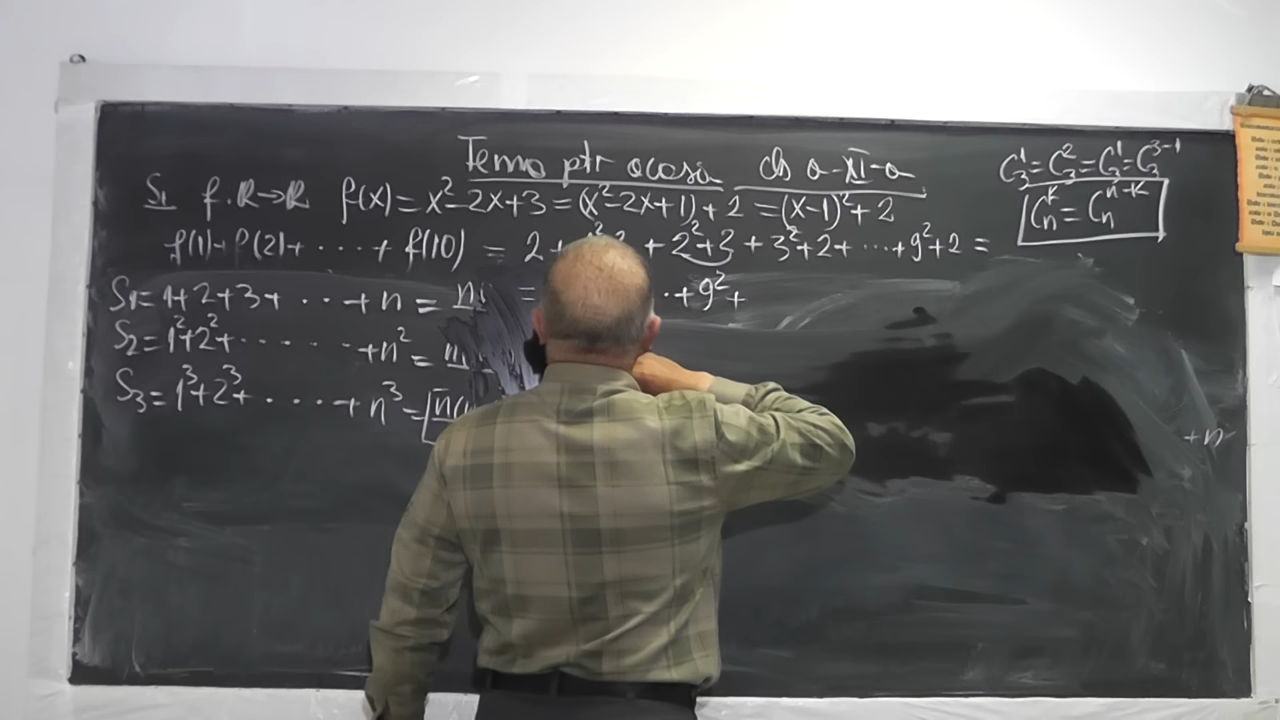 Tema ptr acasă cls a-XI-a
S1 f: R→R f(x)=x²-2x+3=(x²-2x+1)+2=(x-1)²+2
f(1)+f(2)+····+f(10) = 2+ +2²+3+3²+2+···+9²+2=
= ·+9²+
S₁=1+2+3+···+n=
S₂=1²+2²+······+n²=
S₃=1³+2³+····+n³=
C₃¹=C₃²=C₃¹=C₃³⁻¹
Cₙᵏ=Cₙⁿ⁻ᵏ
+n